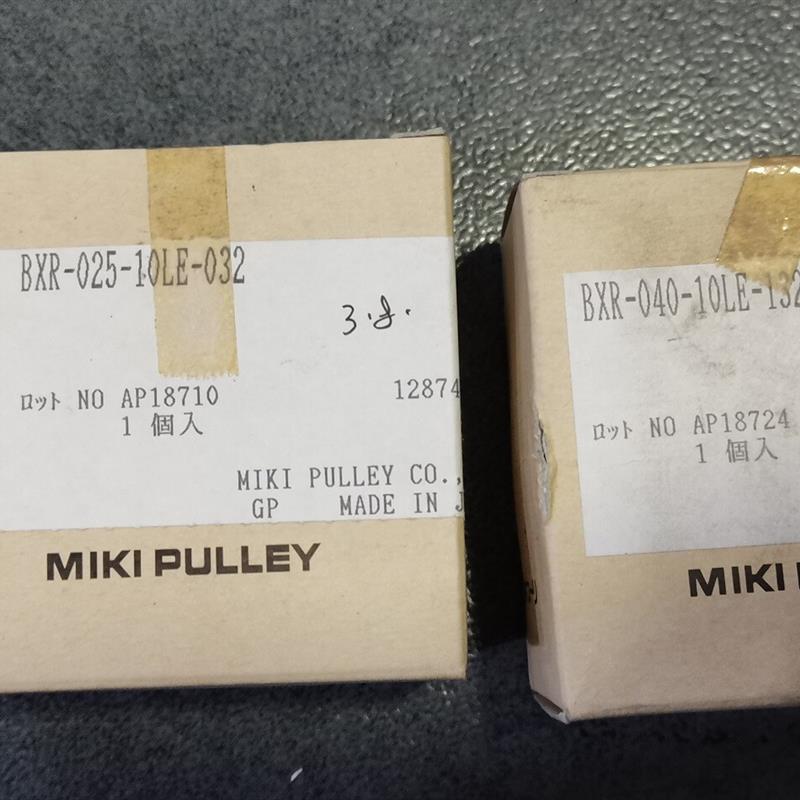 BXR-025-10LE-032
3.8.
ロット NO AP18710 12874
1 個入
MIKI PULLEY CO.,
GP MADE IN J
MIKI PULLEY
BXR-040-10LE-132
ロット NO AP18724
1 個入
MIKI